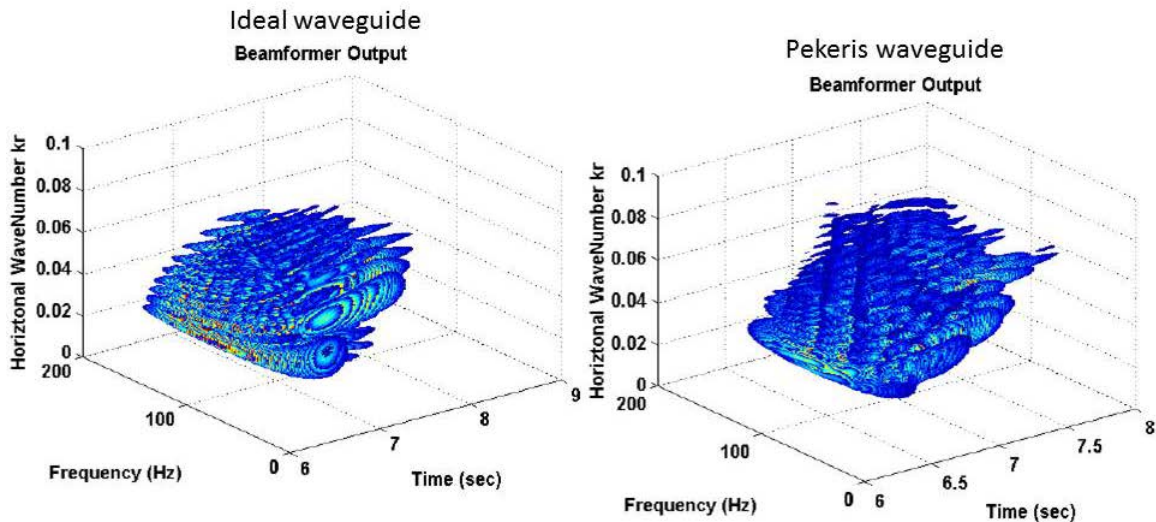 Ideal waveguide
Beamformer Output
Horiztonal WaveNumber kr
0.1
0.08
0.06
0.04
0.02
0
200
100
0
Frequency (Hz)
6
7
8
9
Time (sec)
Pekeris waveguide
Beamformer Output
Horiztonal WaveNumber kr
0.1
0.08
0.06
0.04
0.02
0
200
100
0
Frequency (Hz)
6
6.5
7
7.5
8
Time (sec)